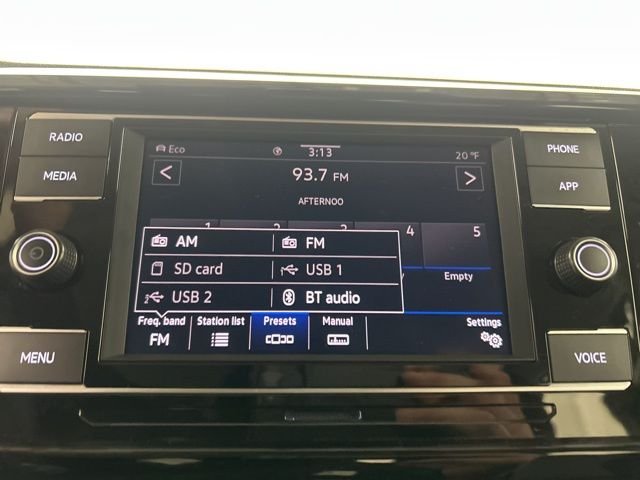 RADIO
MEDIA
MENU
Eco
3:13
20°F
< 93.7 FM >
AFTERNOO
1 2 3 4 5
Empty
AM FM
SD card USB 1
USB 2 BT audio
Freq. band Station list Presets Manual Settings
FM
PHONE
APP
VOICE